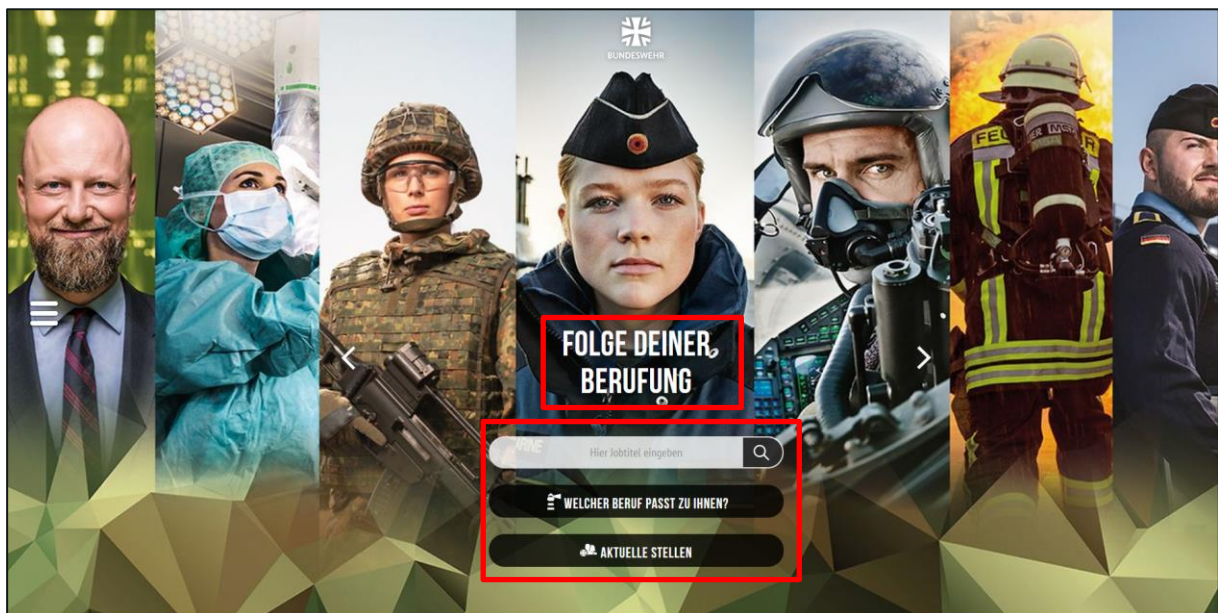 BUNDESWEHR
FOLGE DEINER
BERUFUNG
Hier Jobtitel eingeben
WELCHER BERUF PASST ZU IHNEN?
AKTUELLE STELLEN